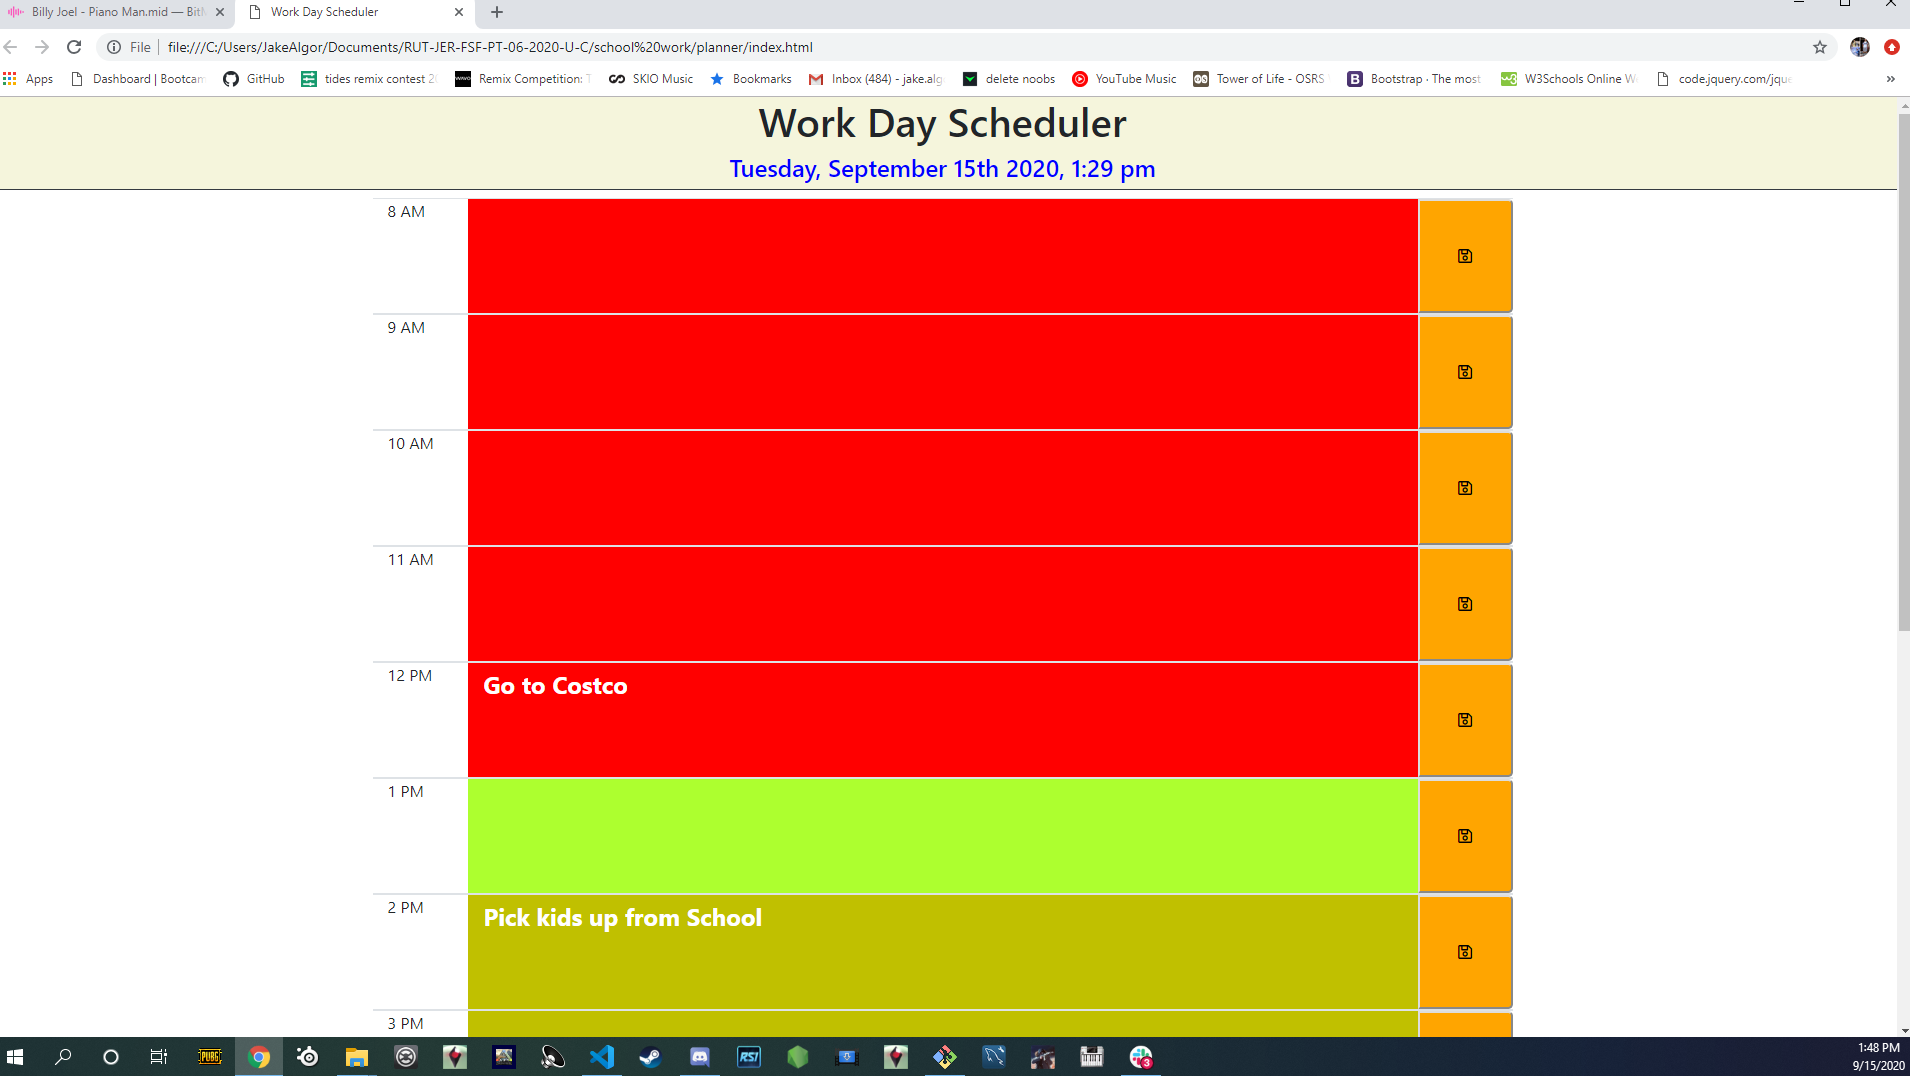 Billy Joel - Piano Man.mid — Bit
Work Day Scheduler
File
file:///C:/Users/JakeAlgor/Documents/RUT-JER-FSF-PT-06-2020-U-C/school%20work/planner/index.html
Apps
Dashboard | Bootcam
GitHub
tides remix contest 2
Remix Competition:
SKIO Music
Bookmarks
Inbox (484) - jake.alg
delete noobs
YouTube Music
Tower of Life - OSRS
B
Bootstrap · The most
W3Schools Online W
code.jquery.com/jqu
»
Work Day Scheduler
Tuesday, September 15th 2020, 1:29 pm
8 AM
9 AM
10 AM
11 AM
12 PM
Go to Costco
1 PM
2 PM
Pick kids up from School
3 PM
PUBG
RSI
3
1:48 PM
9/15/2020